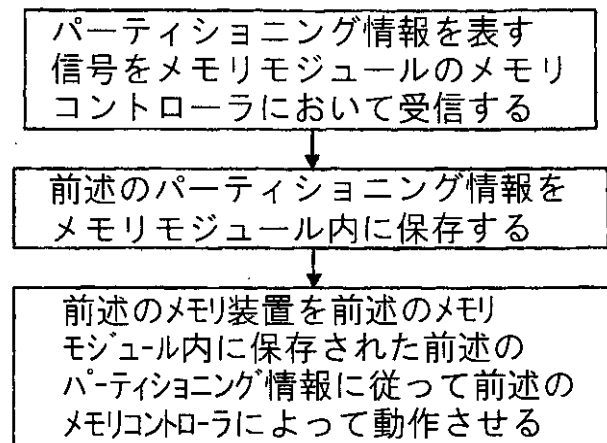 パーティショニング情報を表す
信号をメモリモジュールのメモリ
コントローラにおいて受信する
前述のパーティショニング情報を
メモリモジュール内に保存する
前述のメモリ装置を前述のメモリ
モジュール内に保存された前述の
パーティショニング情報に従って前述の
メモリコントローラによって動作させる